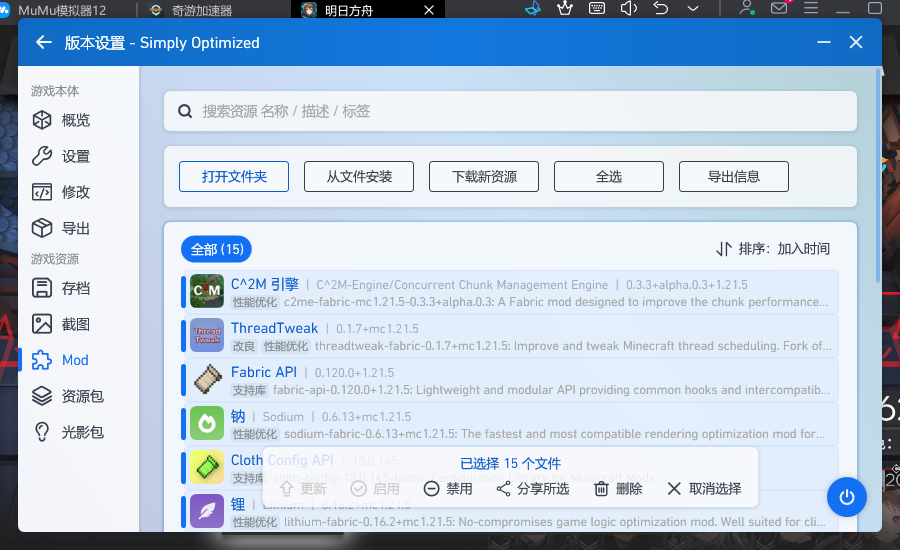 MuMu模拟器12
奇游加速器
明日方舟
版本设置 - Simply Optimized
游戏本体
概览
设置
修改
导出
游戏资源
存档
截图
Mod
资源包
光影包
搜索资源 名称 / 描述 / 标签
打开文件夹
从文件安装
下载新资源
全选
导出信息
全部 (15)
排序: 加入时间
C^2M 引擎 | C^2M-Engine/Concurrent Chunk Management Engine | 0.3.3+alpha.0.3+1.21.5
性能优化 c2me-fabric-mc1.21.5-0.3.3+alpha.0.3: A Fabric mod designed to improve the chunk performance...
ThreadTweak | 0.1.7+mc1.21.5
改良 性能优化 threadtweak-fabric-0.1.7+mc1.21.5: Improve and tweak Minecraft thread scheduling. Fork of...
Fabric API | 0.120.0+1.21.5
支持库 fabric-api-0.120.0+1.21.5: Lightweight and modular API providing common hooks and intercompatib...
钠 | Sodium | 0.6.13+mc1.21.5
性能优化 sodium-fabric-0.6.13+mc1.21.5: The fastest and most compatible rendering optimization mod for...
Cloth Config API | 18.0.145
支持库 cloth-config-18.0.145-fabric: Configuration Library for Minecraft Mods
锂 | Lithium | 0.16.2+mc1.21.5
性能优化 lithium-fabric-0.16.2+mc1.21.5: No-compromises game logic optimization mod. Well suited for cli...
已选择 15 个文件
更新
启用
禁用
分享所选
删除
取消选择